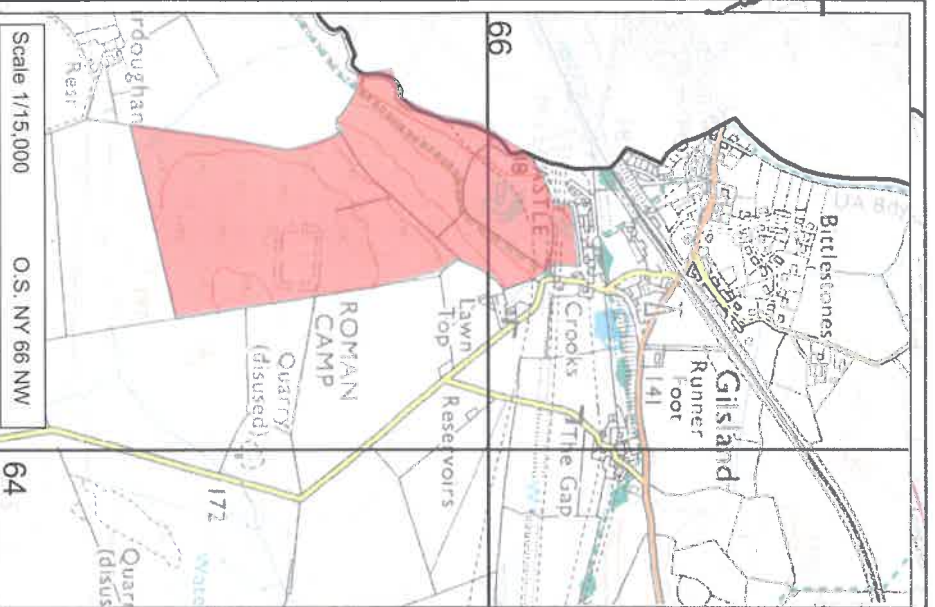 Bittlestones
UA Bdy
Gilsland
Runner
Foot
141
66
Crooks
The Gap
Lawn
Top
Reservoirs
ROMAN
CAMP
Quarry
(disused)
172
64
Resr
Scale 1/15,000 O.S. NY 66 NW